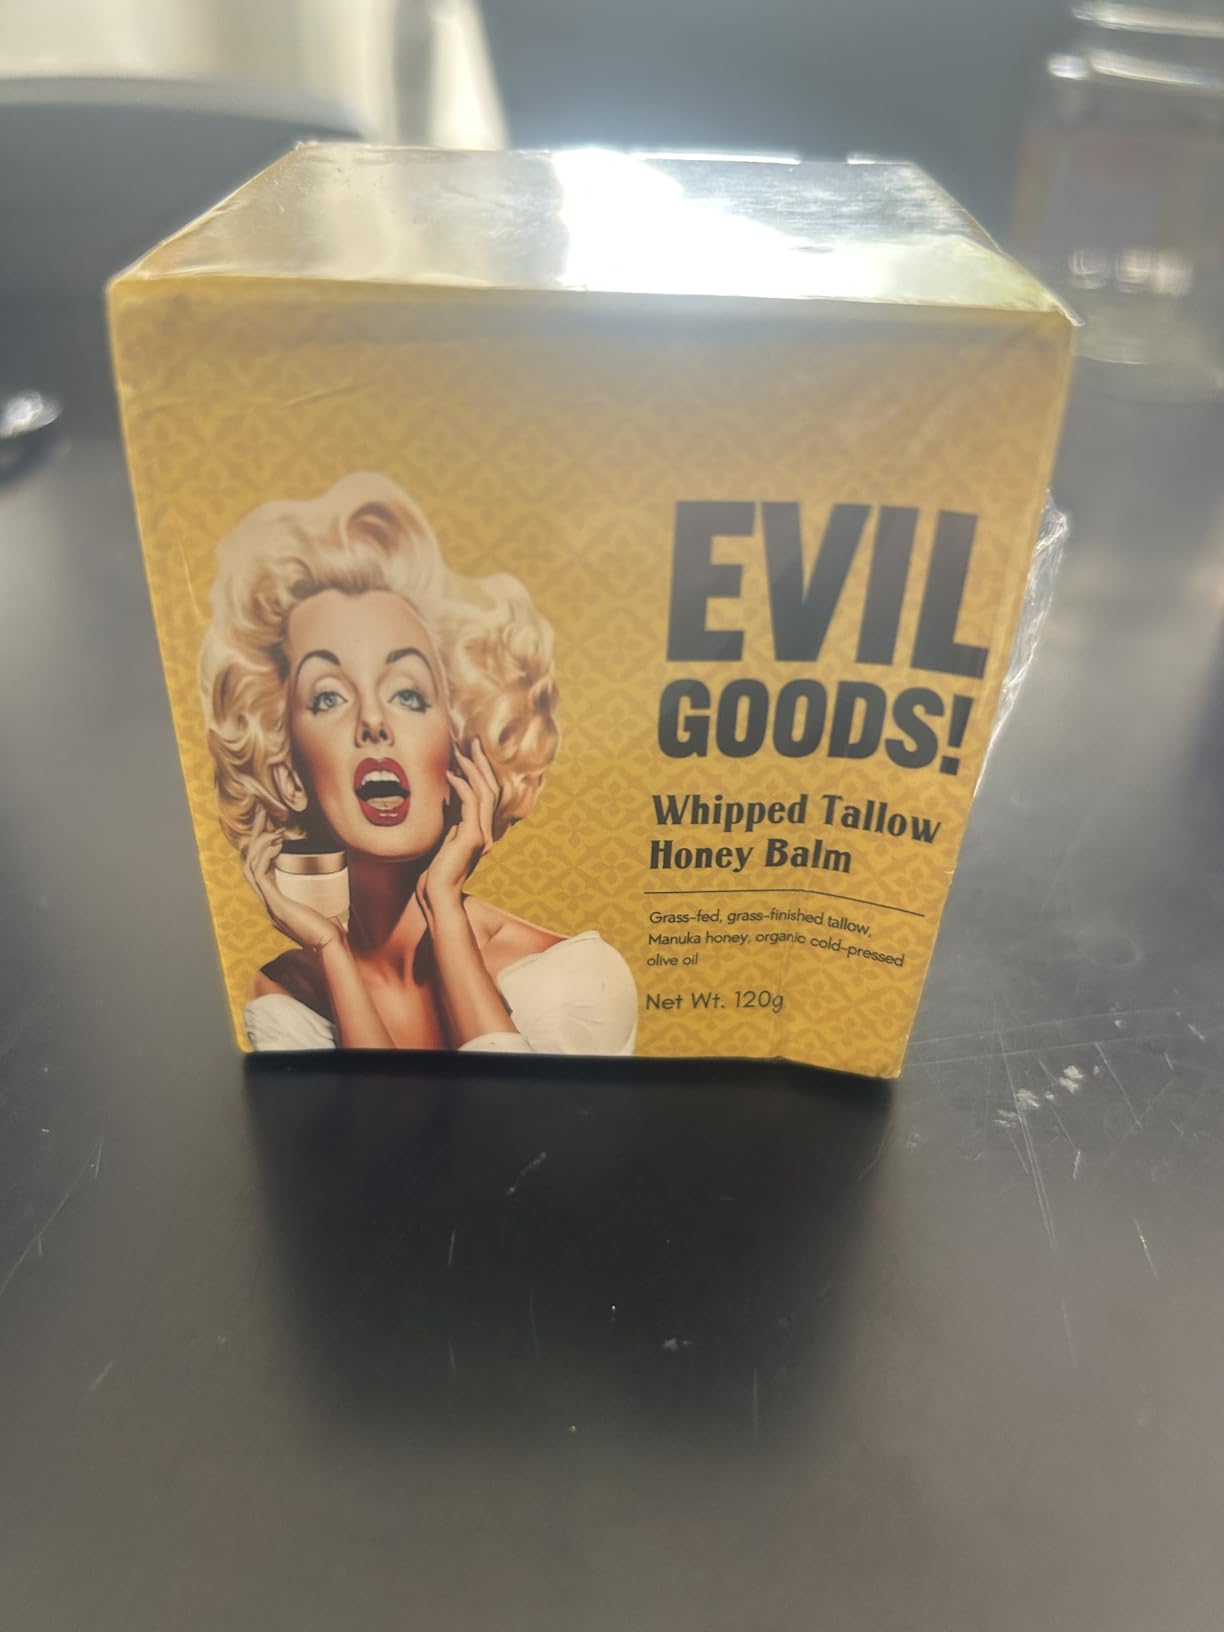 EVIL
GOODS!
Whipped Tallow
Honey Balm
Grass-fed, grass-finished tallow,
Manuka honey, organic cold-pressed
olive oil
Net Wt. 120g